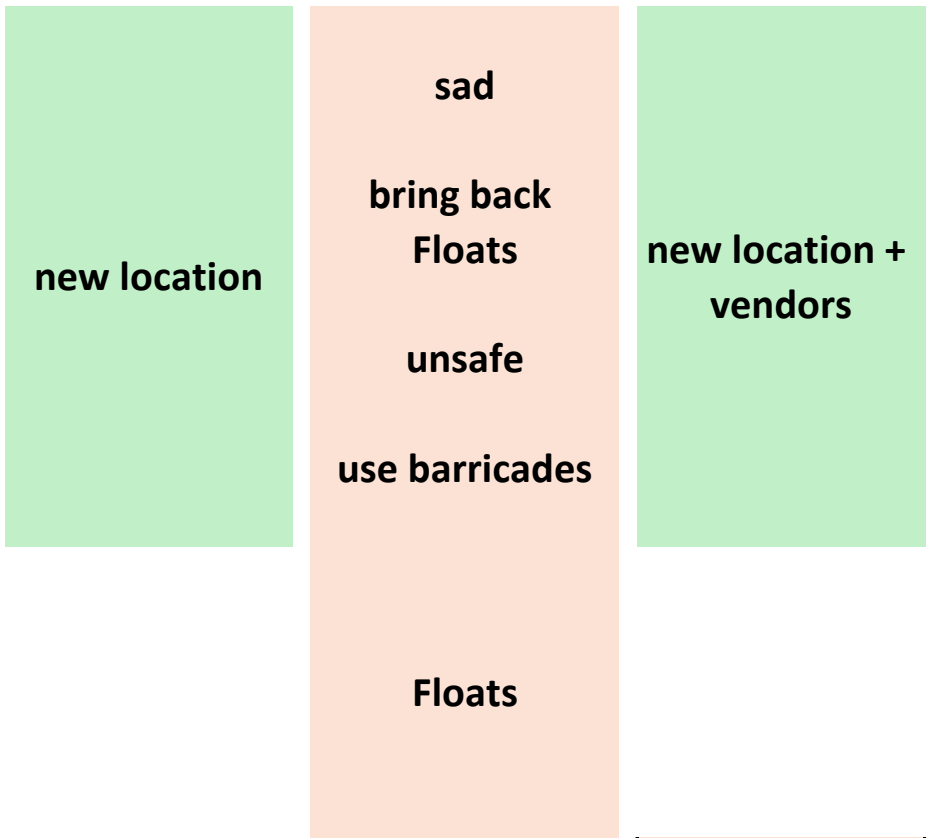 new location
sad
bring back
Floats
unsafe
use barricades
Floats
new location +
vendors